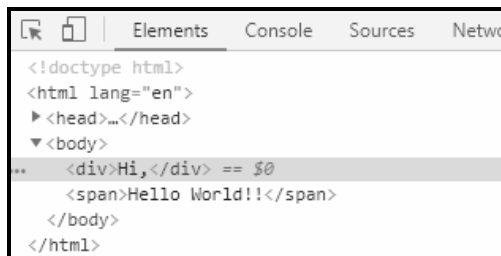 Elements Console Sources Netwo
<!doctype html>
<html lang="en">
<head>…</head>
<body>
<div>Hi,</div> == $0
<span>Hello World!!</span>
</body>
</html>